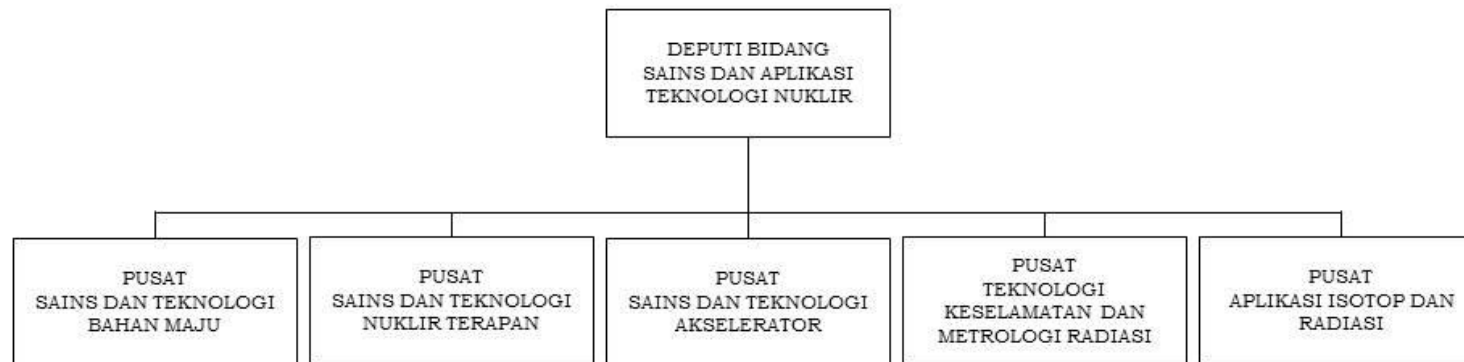 DEPUTI BIDANG
SAINS DAN APLIKASI
TEKNOLOGI NUKLIR
PUSAT
SAINS DAN TEKNOLOGI
BAHAN MAJU
PUSAT
SAINS DAN TEKNOLOGI
NUKLIR TERAPAN
PUSAT
SAINS DAN TEKNOLOGI
AKSELERATOR
PUSAT
TEKNOLOGI
KESELAMATAN DAN
METROLOGI RADIASI
PUSAT
APLIKASI ISOTOP DAN
RADIASI